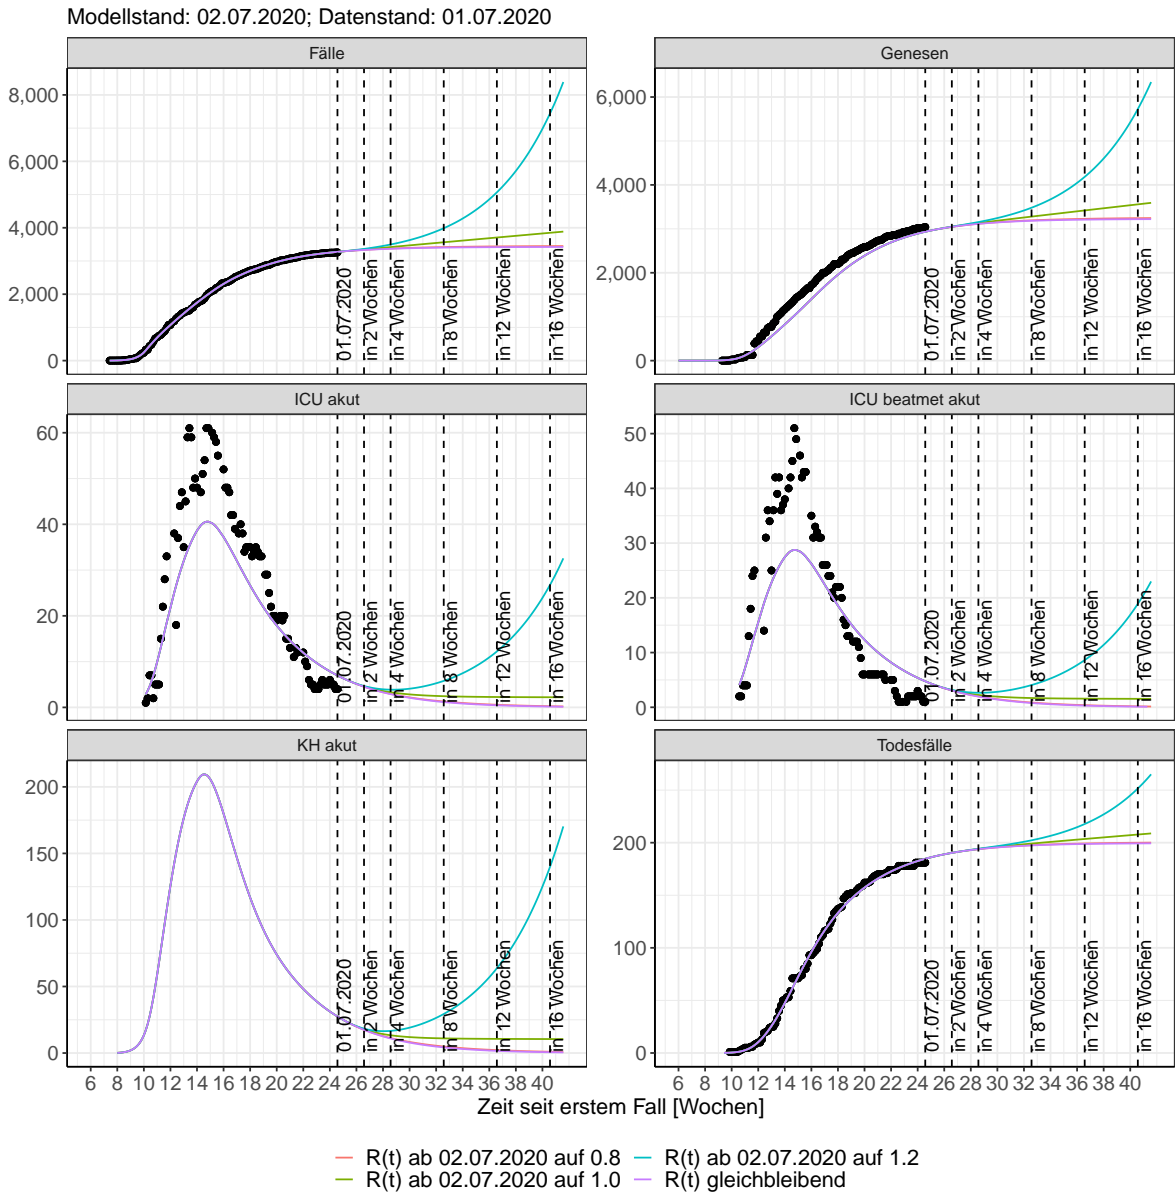 Modellstand: 02.07.2020; Datenstand: 01.07.2020
Fälle
Genesen
8,000
6,000
4,000
2,000
0
01.07.2020
in 2 Wochen
in 4 Wochen
in 8 Wochen
in 12 Wochen
in 16 Wochen
6,000
4,000
2,000
0
01.07.2020
in 2 Wochen
in 4 Wochen
in 8 Wochen
in 12 Wochen
in 16 Wochen
ICU akut
ICU beatmet akut
60
40
20
0
01.07.2020
in 2 Wochen
in 4 Wochen
in 8 Wochen
in 12 Wochen
in 16 Wochen
50
40
30
20
10
0
01.07.2020
in 2 Wochen
in 4 Wochen
in 8 Wochen
in 12 Wochen
in 16 Wochen
KH akut
Todesfälle
200
150
100
50
0
01.07.2020
in 2 Wochen
in 4 Wochen
in 8 Wochen
in 12 Wochen
in 16 Wochen
200
100
0
01.07.2020
in 2 Wochen
in 4 Wochen
in 8 Wochen
in 12 Wochen
in 16 Wochen
6 8 10 12 14 16 18 20 22 24 26 28 30 32 34 36 38 40
6 8 10 12 14 16 18 20 22 24 26 28 30 32 34 36 38 40
Zeit seit erstem Fall [Wochen]
R(t) ab 02.07.2020 auf 0.8
R(t) ab 02.07.2020 auf 1.2
R(t) ab 02.07.2020 auf 1.0
R(t) gleichbleibend